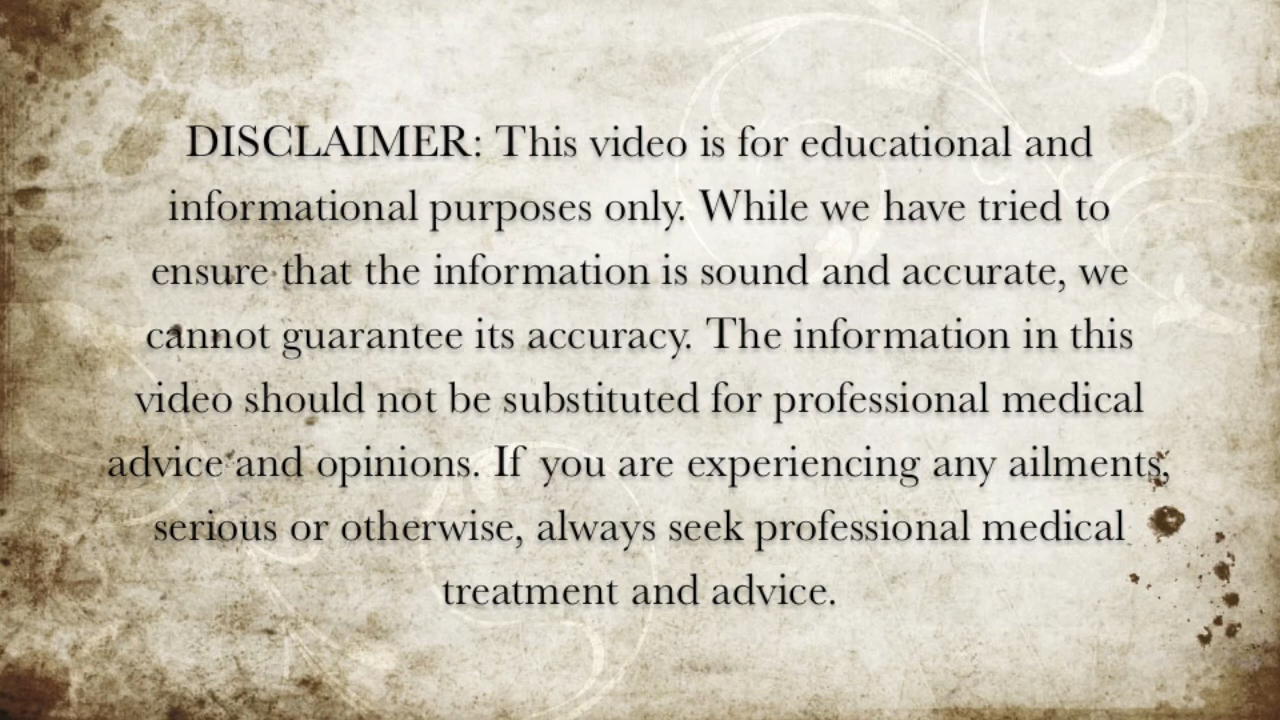 DISCLAIMER: This video is for educational and
informational purposes only. While we have tried to
ensure that the information is sound and accurate, we
cannot guarantee its accuracy. The information in this
video should not be substituted for professional medical
advice and opinions. If you are experiencing any ailments,
serious or otherwise, always seek professional medical
treatment and advice.